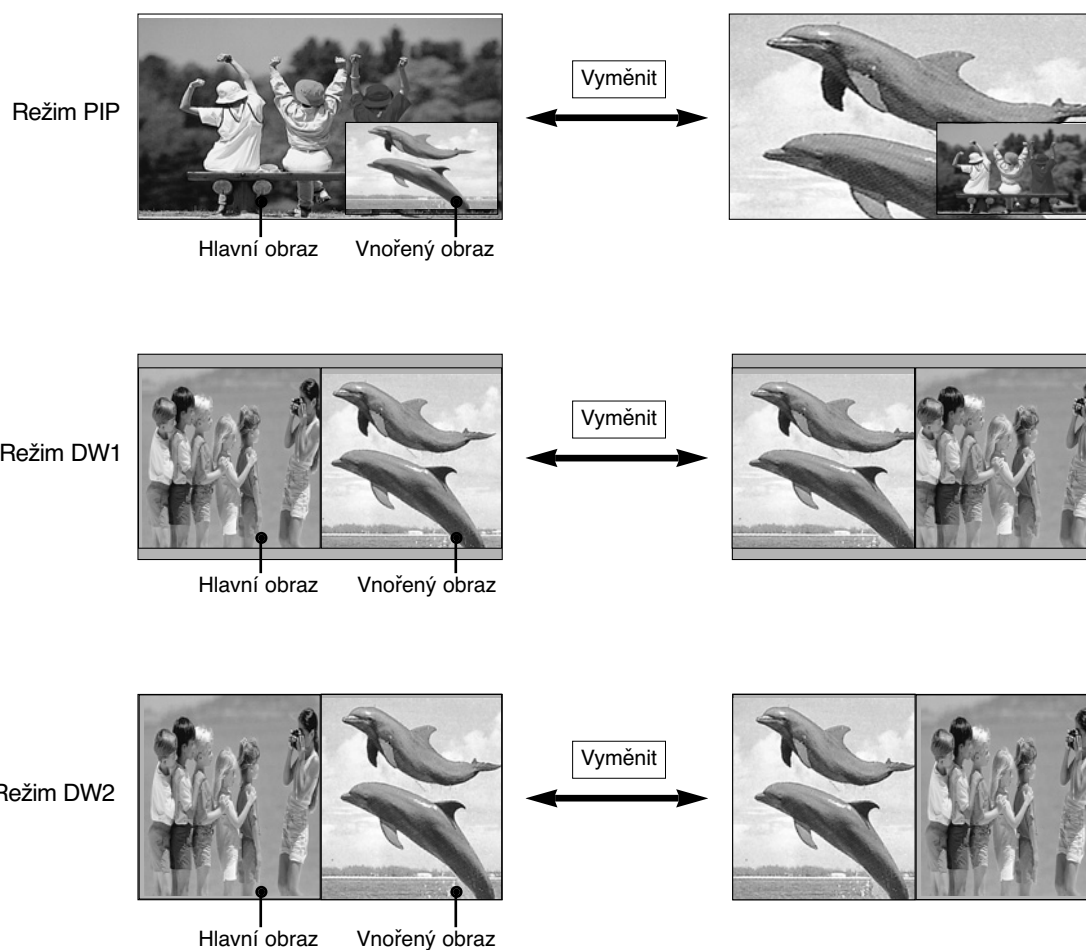 Vyměnit
Režim PIP
Hlavní obraz Vnořený obraz
Vyměnit
Režim DW1
Hlavní obraz Vnořený obraz
Vyměnit
Režim DW2
Hlavní obraz Vnořený obraz